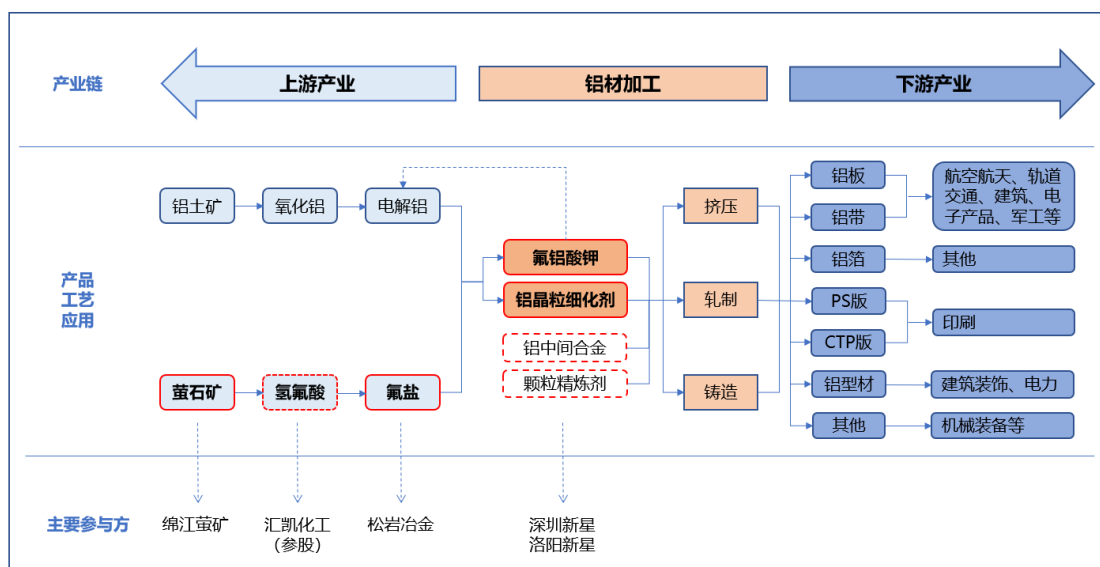 产业链
上游产业
铝材加工
下游产业
产品
工艺
应用
铝土矿
氧化铝
电解铝
萤石矿
氢氟酸
氟盐
氟铝酸钾
铝晶粒细化剂
铝中间合金
颗粒精炼剂
挤压
轧制
铸造
铝板
铝带
铝箔
PS版
CTP版
铝型材
其他
航空航天、轨道
交通、建筑、电
子产品、军工等
其他
印刷
建筑装饰、电力
机械装备等
主要参与方
绵江萤矿
汇凯化工
（参股）
松岩冶金
深圳新星
洛阳新星